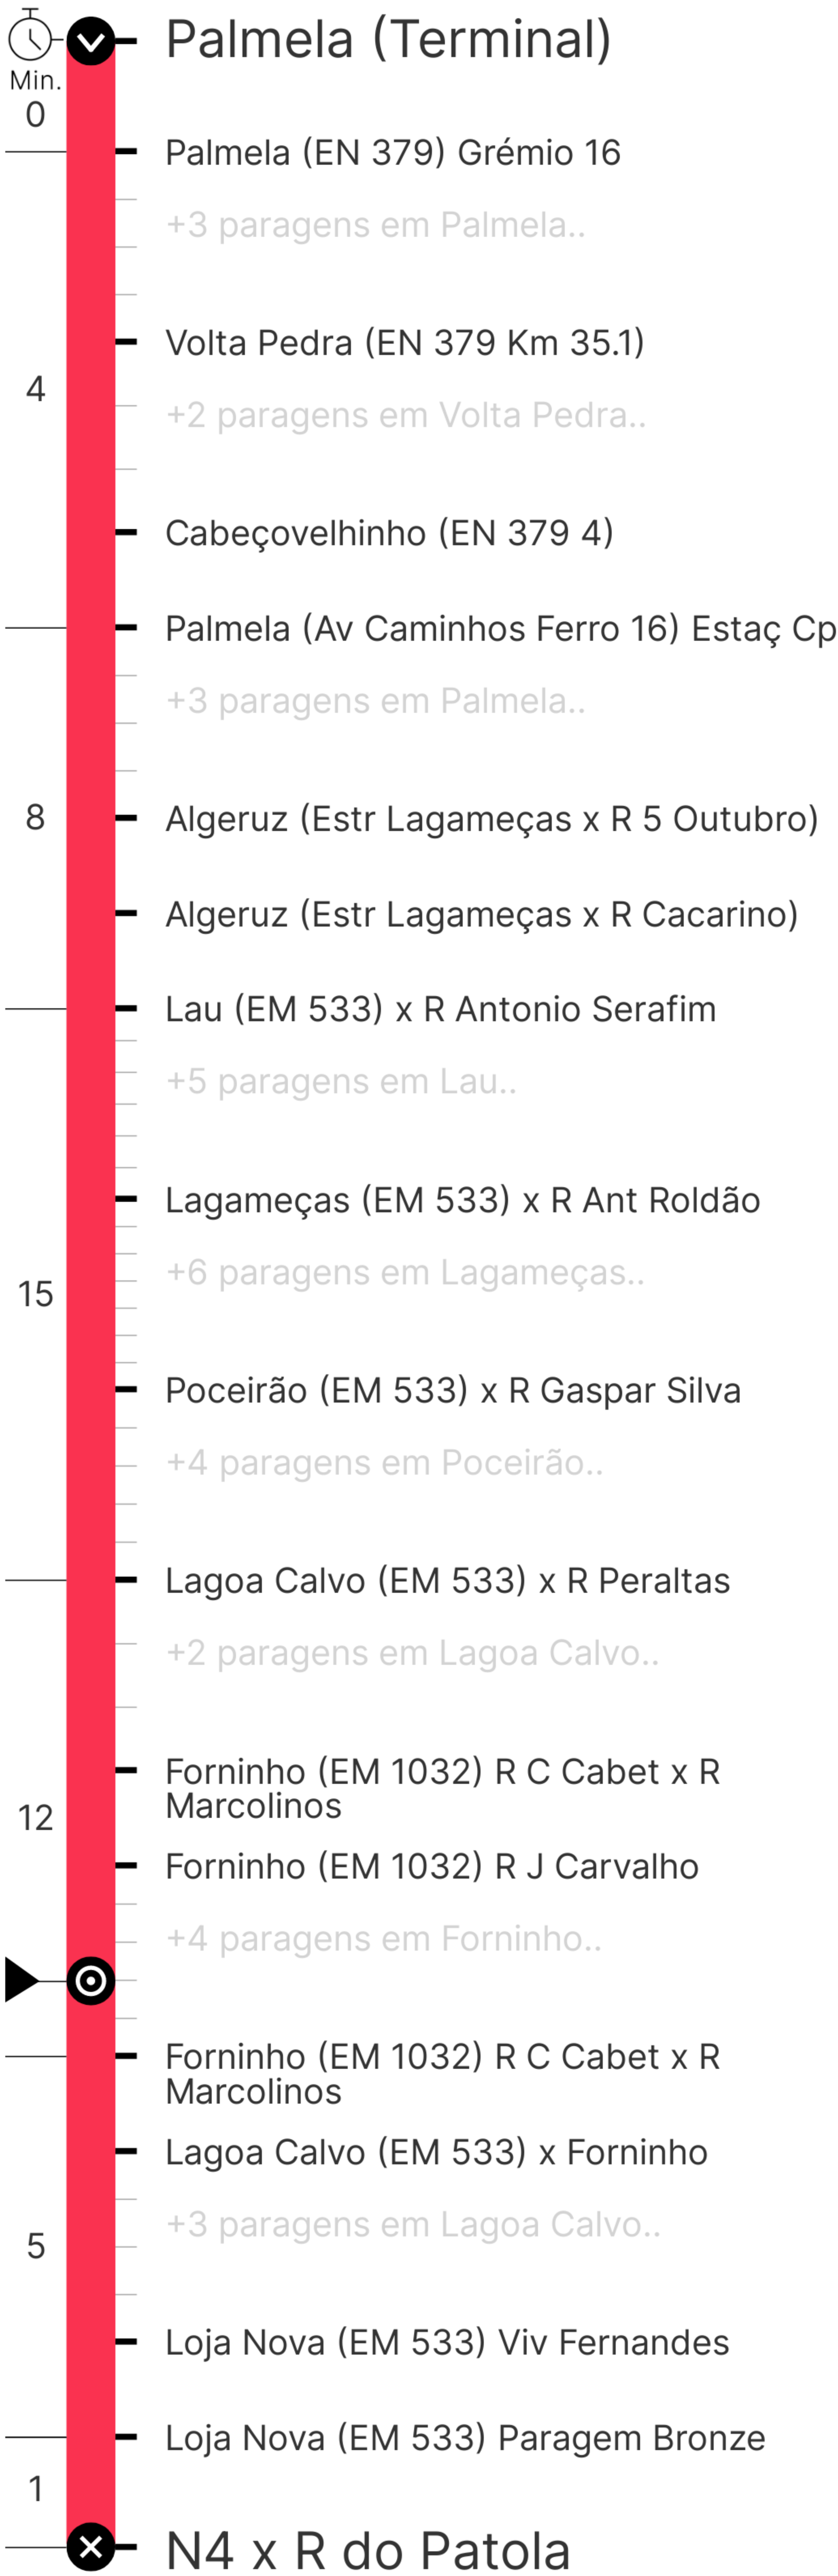 Palmela (Terminal)
Min.
0
Palmela (EN 379) Grémio 16
+3 paragens em Palmela..
Volta Pedra (EN 379 Km 35.1)
4
+2 paragens em Volta Pedra..
Cabeçovelhinho (EN 379 4)
Palmela (Av Caminhos Ferro 16) Estaç Cp
+3 paragens em Palmela..
8
Algeruz (Estr Lagameças x R 5 Outubro)
Algeruz (Estr Lagameças x R Cacarino)
Lau (EM 533) x R Antonio Serafim
+5 paragens em Lau..
Lagameças (EM 533) x R Ant Roldão
+6 paragens em Lagameças..
15
Poceirão (EM 533) x R Gaspar Silva
+4 paragens em Poceirão..
Lagoa Calvo (EM 533) x R Peraltas
+2 paragens em Lagoa Calvo..
Forninho (EM 1032) R C Cabet x R
Marcolinos
12
Forninho (EM 1032) R J Carvalho
+4 paragens em Forninho..
Forninho (EM 1032) R C Cabet x R
Marcolinos
Lagoa Calvo (EM 533) x Forninho
+3 paragens em Lagoa Calvo..
5
Loja Nova (EM 533) Viv Fernandes
Loja Nova (EM 533) Paragem Bronze
1
N4 x R do Patola